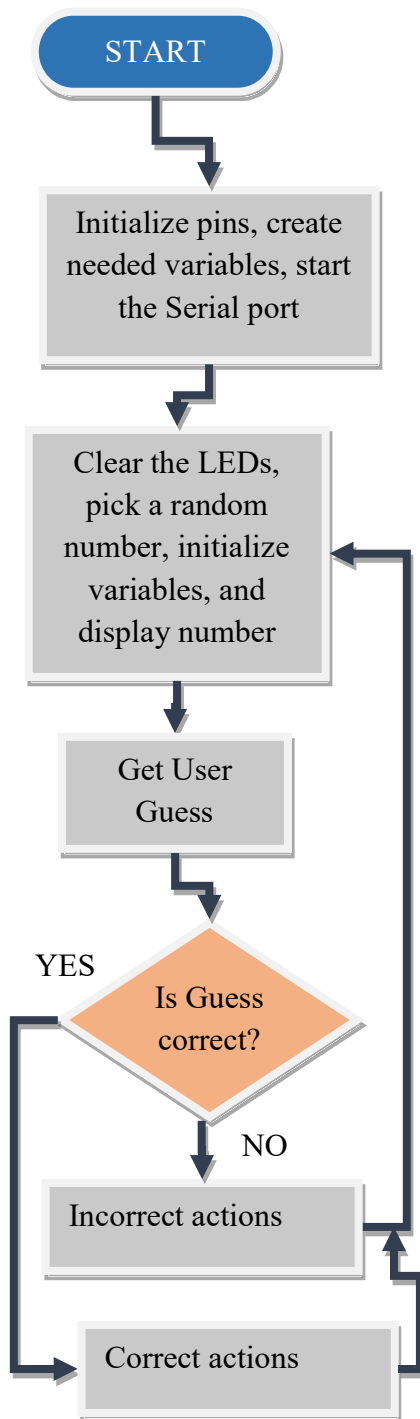 START
Initialize pins, create
needed variables, start
the Serial port
Clear the LEDs,
pick a random
number, initialize
variables, and
display number
Get User
Guess
YES
Is Guess
correct?
NO
Incorrect actions
Correct actions